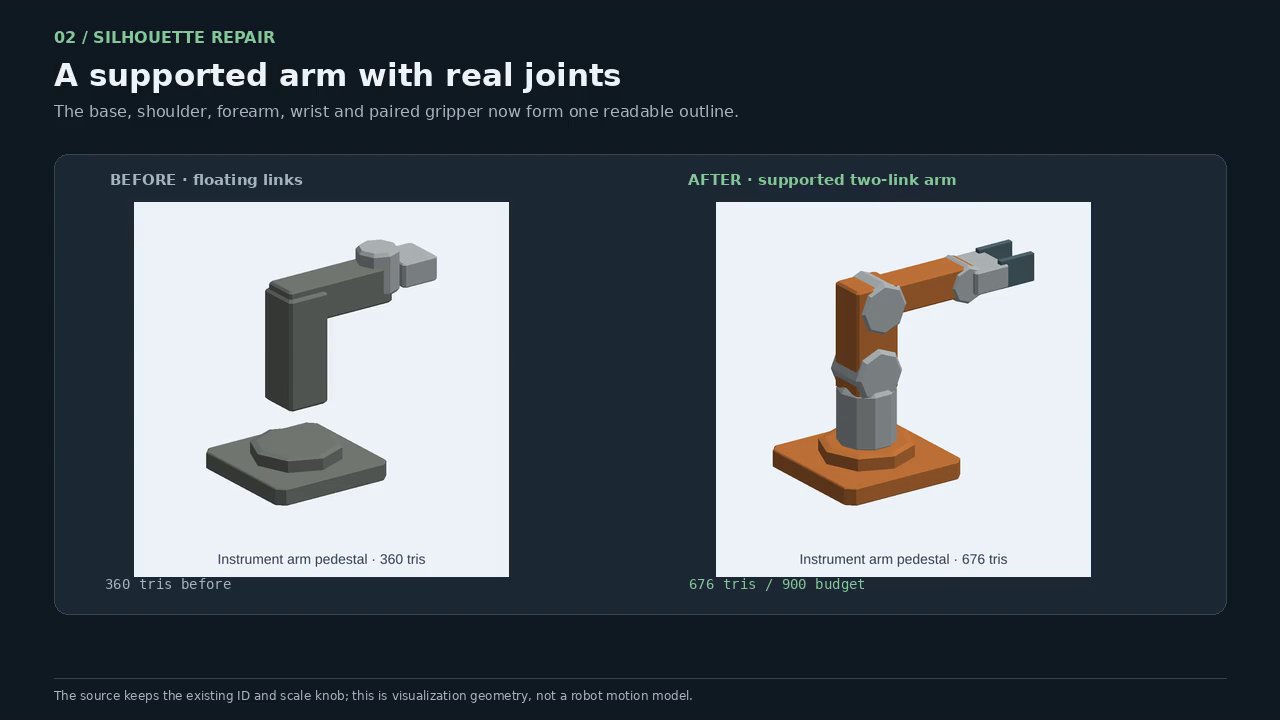 02 / SILHOUETTE REPAIR
A supported arm with real joints
The base, shoulder, forearm, wrist and paired gripper now form one readable outline.
BEFORE · floating links
AFTER · supported two-link arm
Instrument arm pedestal · 360 tris
Instrument arm pedestal · 676 tris
360 tris before
676 tris / 900 budget
The source keeps the existing ID and scale knob; this is visualization geometry, not a robot motion model.